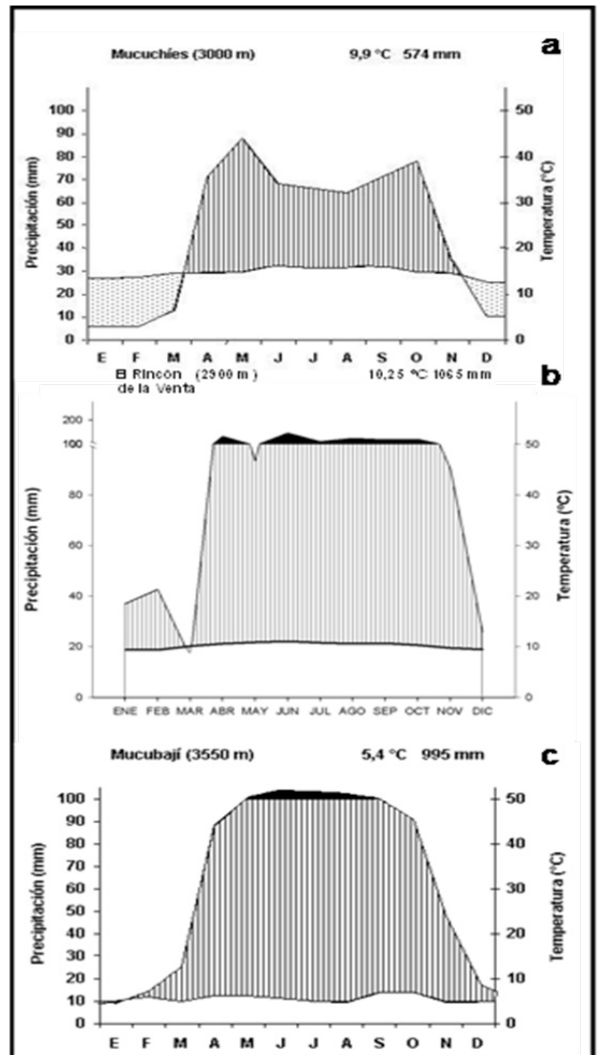 a
Mucuchíes (3000 m) 9,9 °C 574 mm
Precipitación (mm)
100
90
80
70
60
50
40
30
20
10
0
50
40
30
20
10
0
Temperatura (°C)
E F M A M J J A S O N D
El Rincón (2900 m) 10,25 °C 1065 mm
de la Venta
b
Precipitación (mm)
200
100
80
60
40
20
0
50
40
30
20
10
0
Temperatura (°C)
ENE FEB MAR ABR MAY JUN JUL AGO SEP OCT NOV DIC
Mucubají (3550 m) 5,4 °C 995 mm
c
Precipitación (mm)
100
90
80
70
60
50
40
30
20
10
0
50
40
30
20
10
0
Temperatura (°C)
E F M A M J J A S O N D